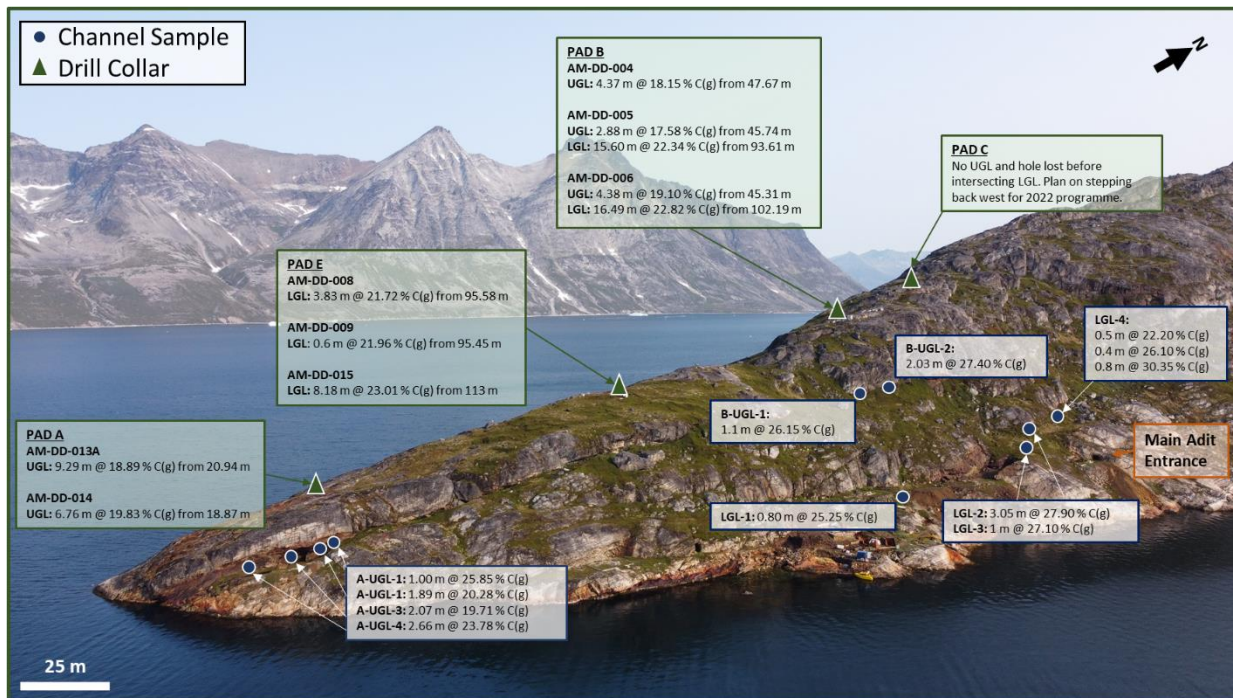 Channel Sample
Drill Collar
N
PAD B
AM-DD-004
UGL: 4.37 m @ 18.15 % C(g) from 47.67 m
AM-DD-005
UGL: 2.88 m @ 17.58 % C(g) from 45.74 m
LGL: 15.60 m @ 22.34 % C(g) from 93.61 m
AM-DD-006
UGL: 4.38 m @ 19.10 % C(g) from 45.31 m
LGL: 16.49 m @ 22.82 % C(g) from 102.19 m
PAD C
No UGL and hole lost before
intersecting LGL. Plan on stepping
back west for 2022 programme.
PAD E
AM-DD-008
LGL: 3.83 m @ 21.72 % C(g) from 95.58 m
AM-DD-009
LGL: 0.6 m @ 21.96 % C(g) from 95.45 m
AM-DD-015
LGL: 8.18 m @ 23.01 % C(g) from 113 m
LGL-4:
0.5 m @ 22.20 % C(g)
0.4 m @ 26.10 % C(g)
0.8 m @ 30.35 % C(g)
B-UGL-2:
2.03 m @ 27.40 % C(g)
B-UGL-1:
1.1 m @ 26.15 % C(g)
Main Adit
Entrance
PAD A
AM-DD-013A
UGL: 9.29 m @ 18.89 % C(g) from 20.94 m
AM-DD-014
UGL: 6.76 m @ 19.83 % C(g) from 18.87 m
LGL-1: 0.80 m @ 25.25 % C(g)
LGL-2: 3.05 m @ 27.90 % C(g)
LGL-3: 1 m @ 27.10 % C(g)
A-UGL-1: 1.00 m @ 25.85 % C(g)
A-UGL-1: 1.89 m @ 20.28 % C(g)
A-UGL-3: 2.07 m @ 19.71 % C(g)
A-UGL-4: 2.66 m @ 23.78 % C(g)
25 m